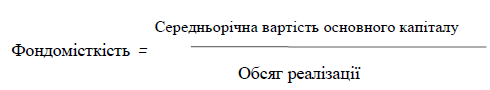 Середньорічна вартість основного капіталу
Фондомісткість =
Обсяг реалізації